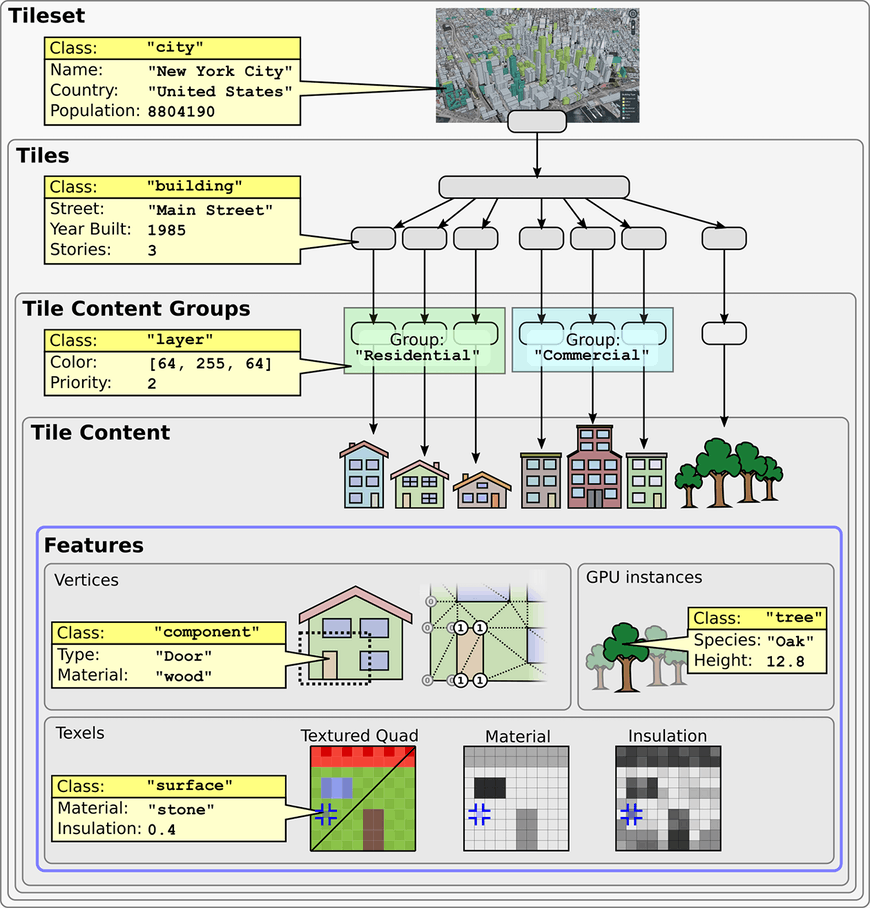 Tileset
Class: "city"
Name: "New York City"
Country: "United States"
Population: 8804190
Tiles
Class: "building"
Street: "Main Street"
Year Built: 1985
Stories: 3
Tile Content Groups
Class: "layer"
Color: [64, 255, 64]
Priority: 2
Group:
"Residential"
Group:
"Commercial"
Tile Content
Features
Vertices
Class: "component"
Type: "Door"
Material: "wood"
0
0 1 1
0 0 1 1
GPU instances
Class: "tree"
Species: "Oak"
Height: 12.8
Texels
Class: "surface"
Material: "stone"
Insulation: 0.4
Textured Quad
Material
Insulation